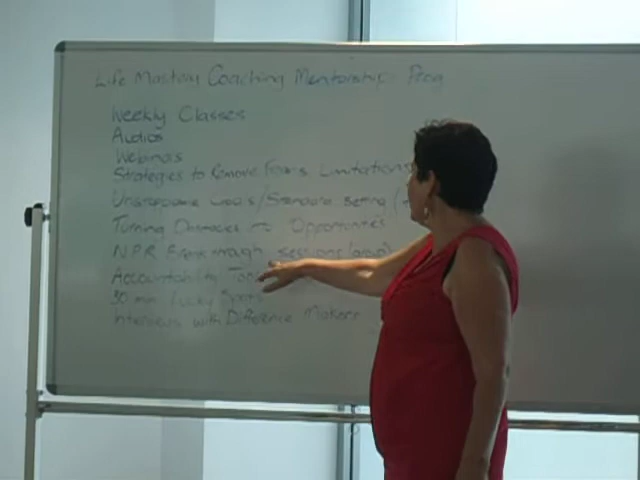 Life Mastery Coaching Mentorship Prog
Weekly Classes
Audios
Webinars
Strategies to Remove Fears Limitations
Unstoppable Goals/Standard Setting
Turning Obstacles Opportunities
NPR Breakthrough Sessions (group)
Accountability
30 min
Interviews with Difference Makers